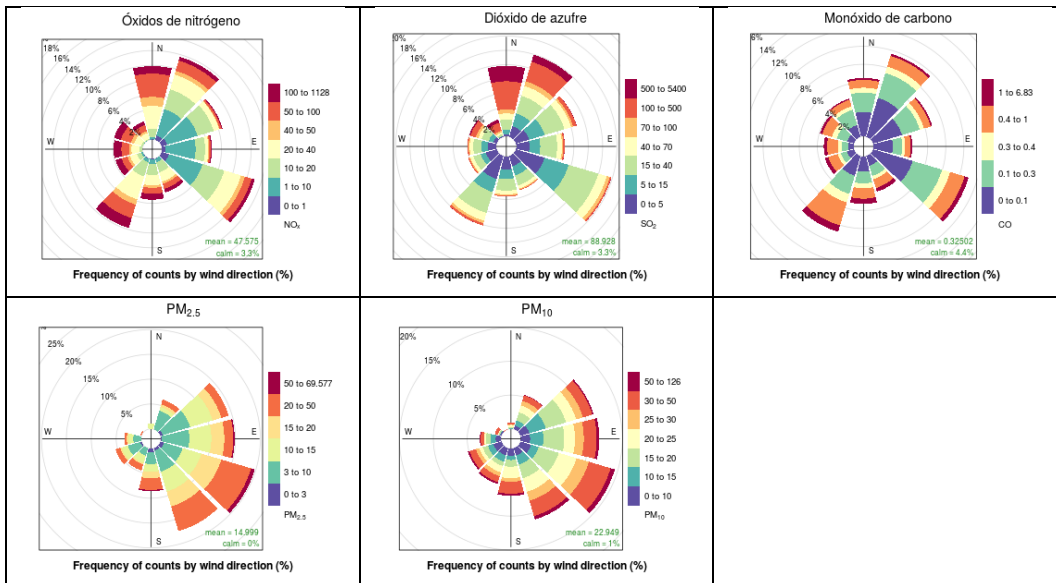 Óxidos de nitrógeno
18%
16%
14%
12%
10%
8%
6%
4%
2%
N
W
E
S
100 to 1128
50 to 100
40 to 50
20 to 40
10 to 20
1 to 10
0 to 1
NOₓ
mean = 47.575
calm = 3.3%
Frequency of counts by wind direction (%)
Dióxido de azufre
0%
18%
16%
14%
12%
10%
8%
6%
4%
2%
N
W
E
S
500 to 5400
100 to 500
70 to 100
40 to 70
15 to 40
5 to 15
0 to 5
SO₂
mean = 88.928
calm = 3.3%
Frequency of counts by wind direction (%)
Monóxido de carbono
6%
14%
12%
10%
8%
6%
4%
2%
N
W
E
S
1 to 6.83
0.4 to 1
0.3 to 0.4
0.1 to 0.3
0 to 0.1
CO
mean = 0.32502
calm = 4.4%
Frequency of counts by wind direction (%)
PM₂.₅
25%
20%
15%
10%
5%
N
W
E
S
50 to 69.577
20 to 50
15 to 20
10 to 15
3 to 10
0 to 3
PM₂.₅
mean = 14.999
calm = 0%
Frequency of counts by wind direction (%)
PM₁₀
20%
15%
10%
5%
N
W
E
S
50 to 126
30 to 50
25 to 30
20 to 25
15 to 20
10 to 15
0 to 10
PM₁₀
mean = 22.949
calm = 1%
Frequency of counts by wind direction (%)